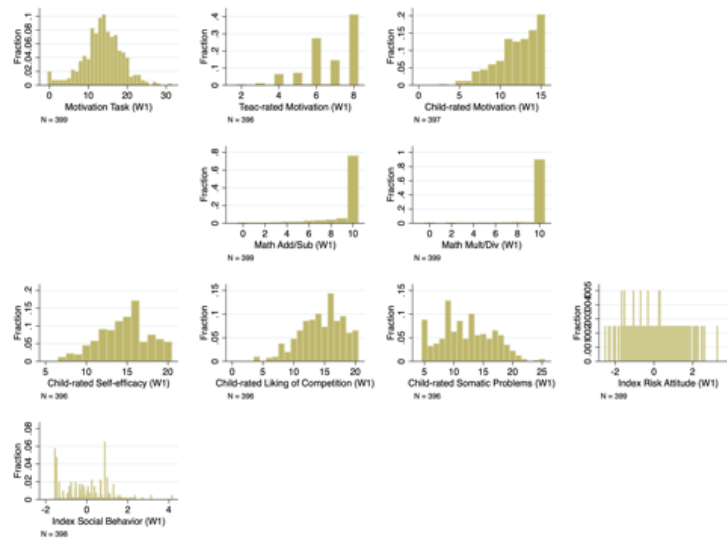 Fraction
0 .02.04.06.08 .1
0 10 20 30
Motivation Task (W1)
N = 399
Fraction
0 .1 .2 .3 .4
2 4 6 8
Teac-rated Motivation (W1)
N = 396
Fraction
0 .05 .1 .15 .2
0 5 10 15
Child-rated Motivation (W1)
N = 397
Fraction
0 .2 .4 .6 .8
0 2 4 6 8 10
Math Add/Sub (W1)
N = 399
Fraction
0 .2 .4 .6 .8 1
0 2 4 6 8 10
Math Mult/Div (W1)
N = 399
Fraction
0 .05 .1 .15 .2
5 10 15 20
Child-rated Self-efficacy (W1)
N = 396
Fraction
0 .05 .1 .15
0 5 10 15 20
Child-rated Liking of Competition (W1)
N = 396
Fraction
0 .05 .1 .15
5 10 15 20 25
Child-rated Somatic Problems (W1)
N = 396
Fraction
-2 0 2
Index Risk Attitude (W1)
N = 399
Fraction
0 .02 .04 .06 .08
-2 0 2 4
Index Social Behavior (W1)
N = 398